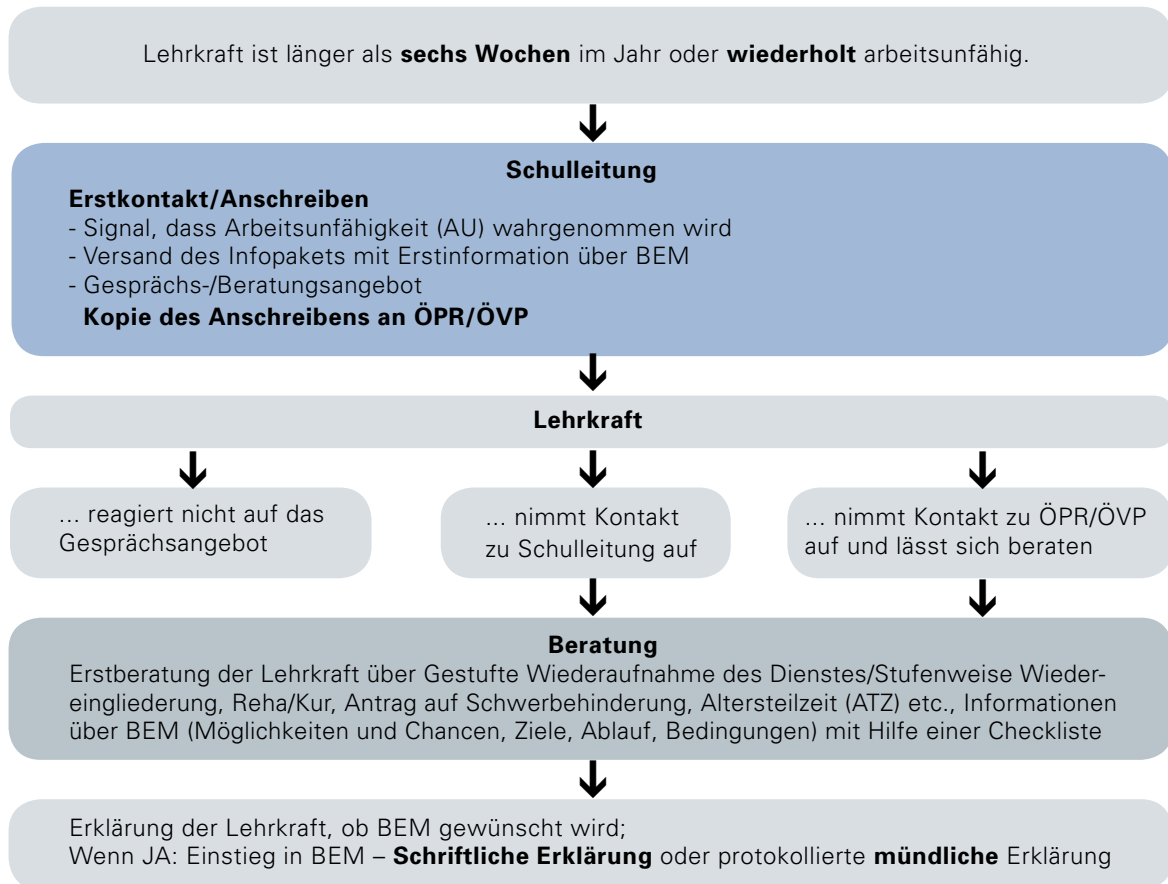 Lehrkraft ist länger als sechs Wochen im Jahr oder wiederholt arbeitsunfähig.
Schulleitung
Erstkontakt/Anschreiben
- Signal, dass Arbeitsunfähigkeit (AU) wahrgenommen wird
- Versand des Infopakets mit Erstinformation über BEM
- Gesprächs-/Beratungsangebot
Kopie des Anschreibens an ÖPR/ÖVP
Lehrkraft
... reagiert nicht auf das
Gesprächsangebot
... nimmt Kontakt
zu Schulleitung auf
... nimmt Kontakt zu ÖPR/ÖVP
auf und lässt sich beraten
Beratung
Erstberatung der Lehrkraft über Gestufte Wiederaufnahme des Dienstes/Stufenweise Wieder-
eingliederung, Reha/Kur, Antrag auf Schwerbehinderung, Altersteilzeit (ATZ) etc., Informationen
über BEM (Möglichkeiten und Chancen, Ziele, Ablauf, Bedingungen) mit Hilfe einer Checkliste
Erklärung der Lehrkraft, ob BEM gewünscht wird;
Wenn JA: Einstieg in BEM – Schriftliche Erklärung oder protokollierte mündliche Erklärung